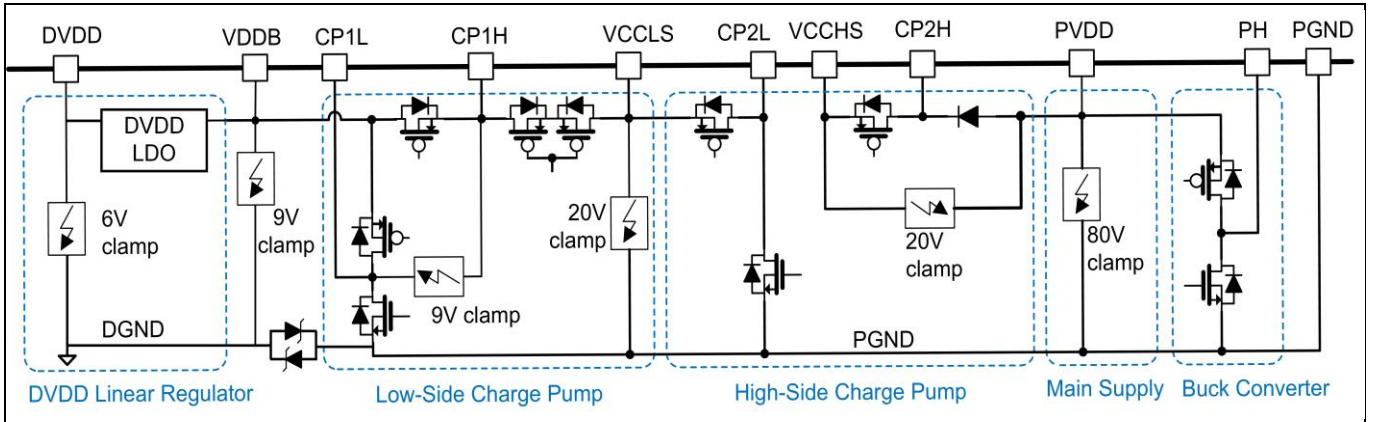 DVDD
VDDB
CP1L
CP1H
VCCLS
CP2L
VCCHS
CP2H
PVDD
PH
PGND
DVDD
LDO
6V
clamp
9V
clamp
9V clamp
20V
clamp
20V
clamp
80V
clamp
DGND
PGND
DVDD Linear Regulator
Low-Side Charge Pump
High-Side Charge Pump
Main Supply
Buck Converter